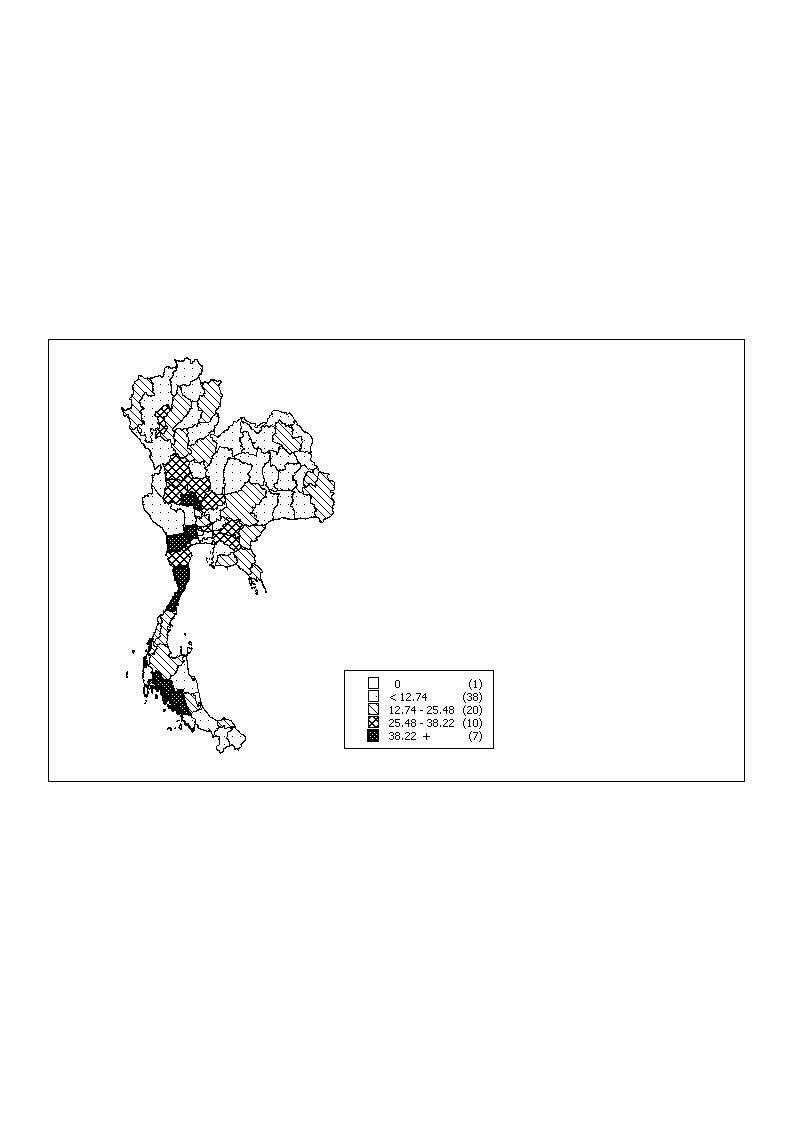 0 (1)
< 12.74 (38)
12.74 - 25.48 (20)
25.48 - 38.22 (10)
38.22 + (7)